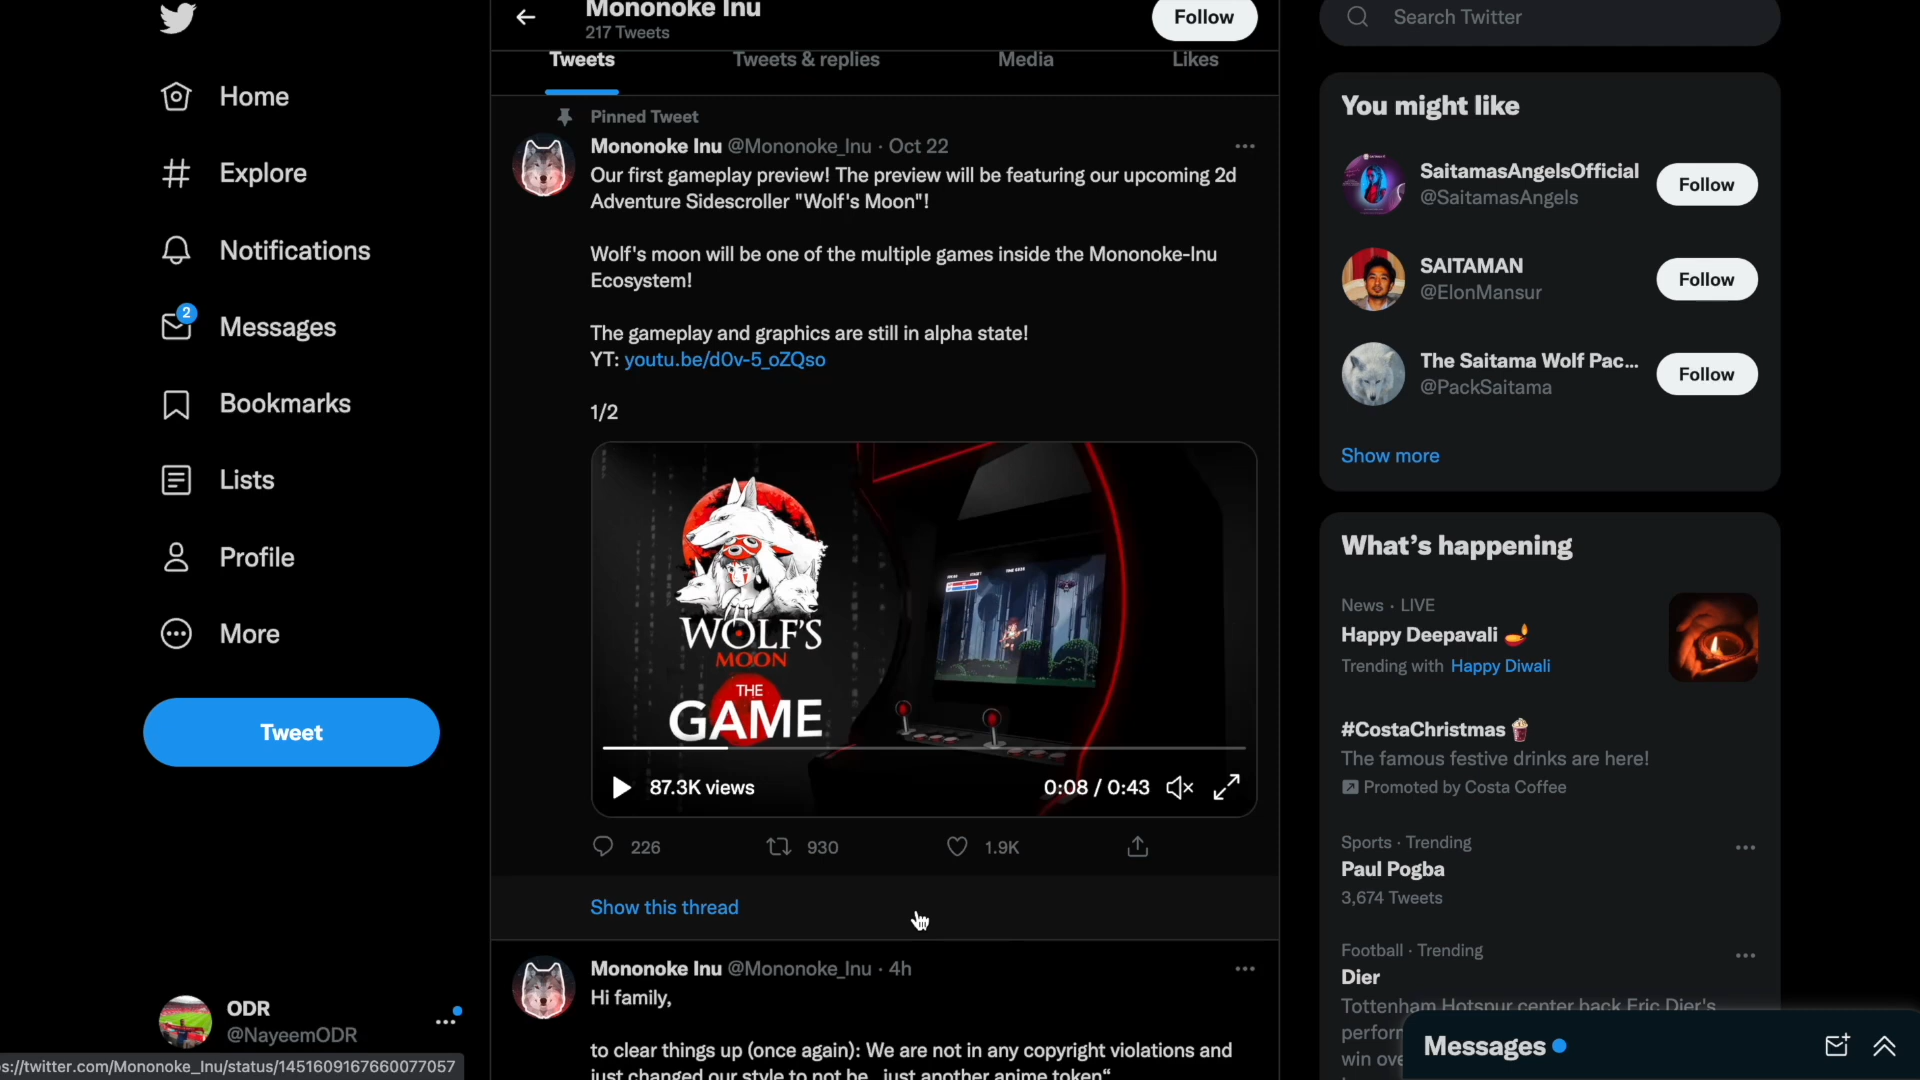 Mononoke Inu
217 Tweets
Follow
Search Twitter
Tweets
Tweets & replies
Media
Likes
Home
Explore
Notifications
2
Messages
Bookmarks
Lists
Profile
More
Tweet
ODR
@NayeemODR
s://twitter.com/Mononoke_Inu/status/1451609167660077057
Pinned Tweet
Mononoke Inu @Mononoke_Inu · Oct 22
Our first gameplay preview! The preview will be featuring our upcoming 2d
Adventure Sidescroller "Wolf's Moon"!
Wolf's moon will be one of the multiple games inside the Mononoke-Inu
Ecosystem!
The gameplay and graphics are still in alpha state!
YT: youtu.be/dOv-5_oZQso
1/2
WOLF'S
MOON
THE
GAME
87.3K views
0:08 / 0:43
226
930
1.9K
Show this thread
Mononoke Inu @Mononoke_Inu · 4h
Hi family,
to clear things up (once again): We are not in any copyright violations and
just changed our style to not be „just another anime token“
You might like
SaitamasAngelsOfficial
@SaitamasAngels
Follow
SAITAMAN
@ElonMansur
Follow
The Saitama Wolf Pac...
@PackSaitama
Follow
Show more
What's happening
News · LIVE
Happy Deepavali
Trending with Happy Diwali
#CostaChristmas
The famous festive drinks are here!
Promoted by Costa Coffee
Sports · Trending
Paul Pogba
3,674 Tweets
Football · Trending
Dier
Tottenham Hotspur center back Eric Dier's
perforr
win ove
Messages